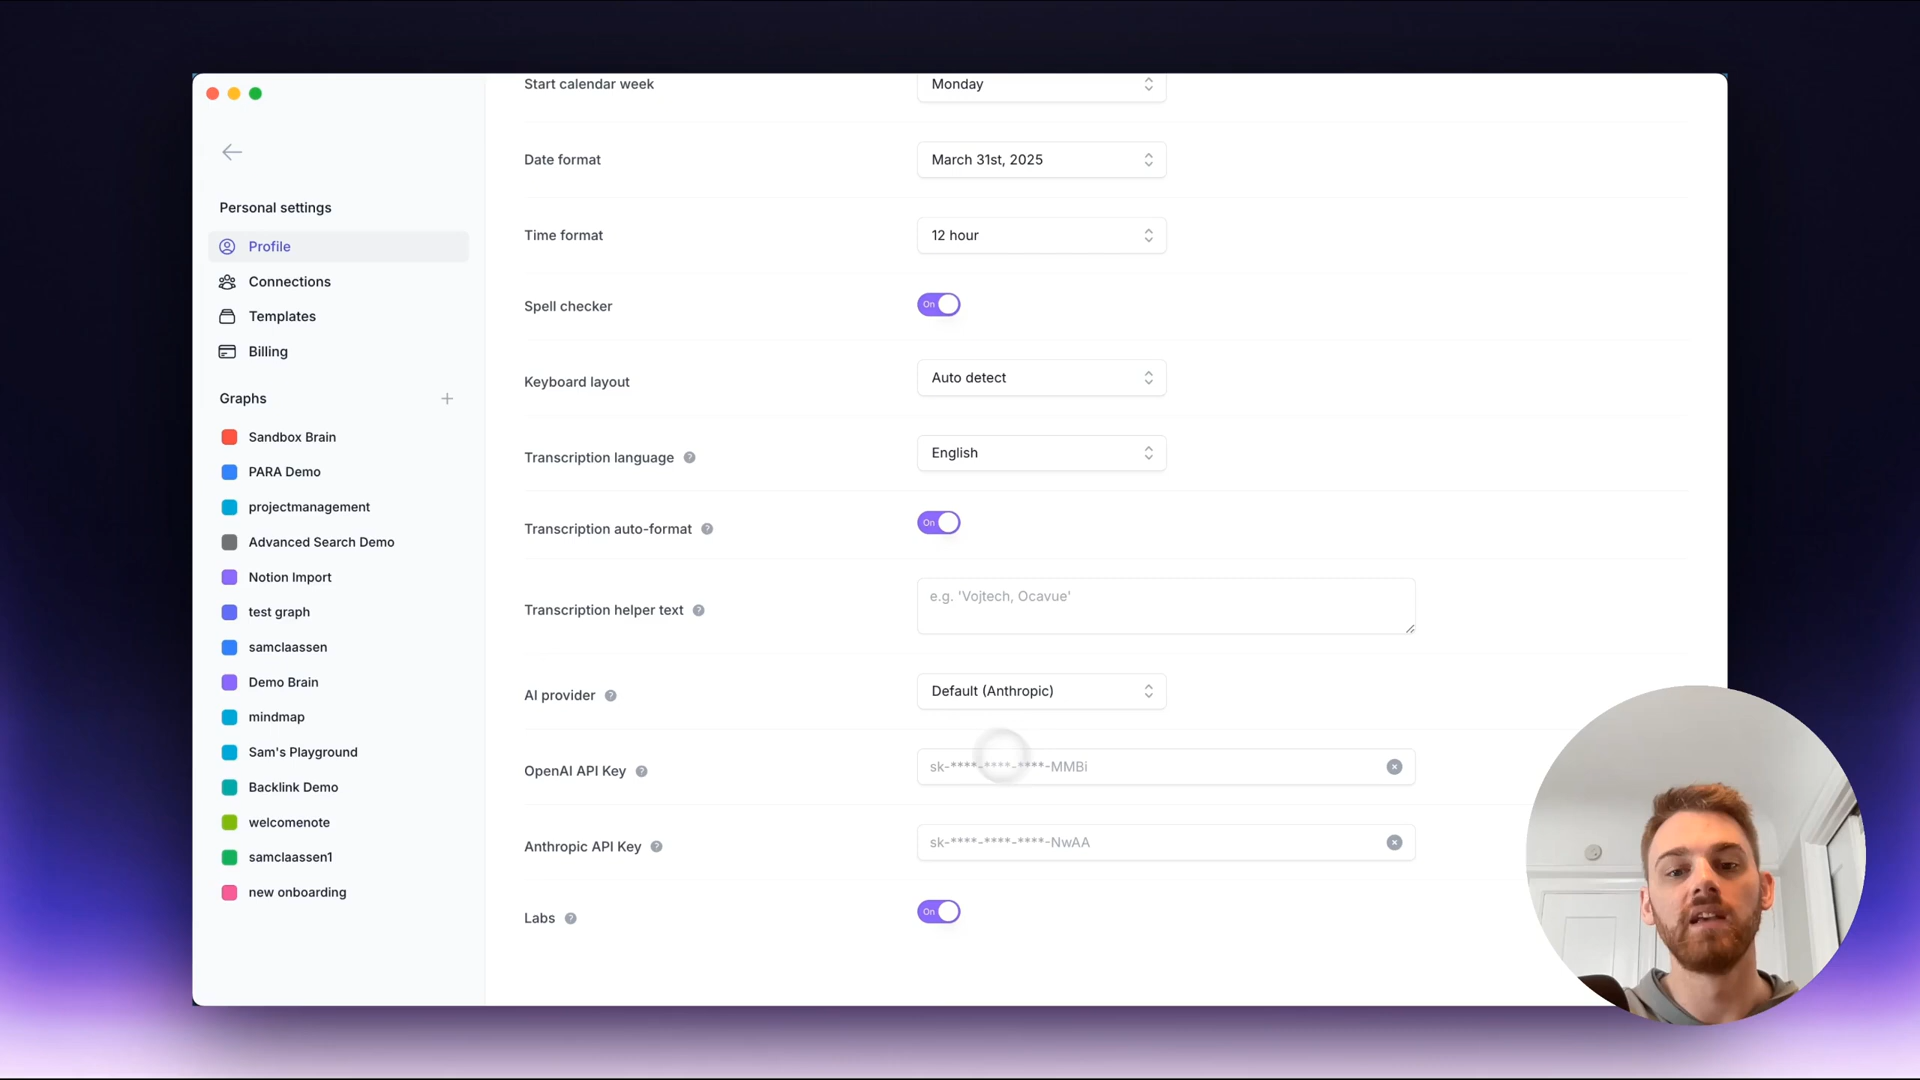 Personal settings
Profile
Connections
Templates
Billing
Graphs
Sandbox Brain
PARA Demo
projectmanagement
Advanced Search Demo
Notion Import
test graph
samclaassen
Demo Brain
mindmap
Sam's Playground
Backlink Demo
welcomenote
samclaassen1
new onboarding
Start calendar week
Monday
Date format
March 31st, 2025
Time format
12 hour
Spell checker
On
Keyboard layout
Auto detect
Transcription language ?
English
Transcription auto-format ?
On
Transcription helper text ?
e.g. 'Vojtech, Ocavue'
AI provider ?
Default (Anthropic)
OpenAI API Key ?
sk-****-****-****-MMBi
Anthropic API Key ?
sk-****-****-****-NwAA
Labs ?
On